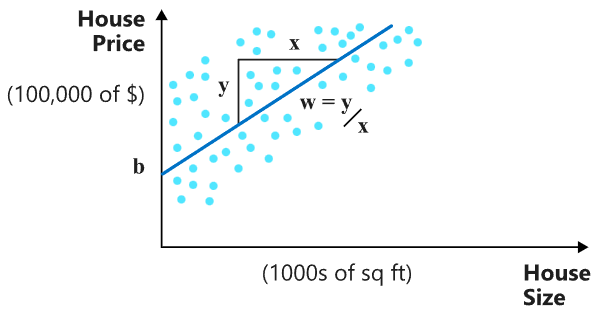 House
Price
(100,000 of $)
x
y
w = y/x
b
(1000s of sq ft)
House
Size